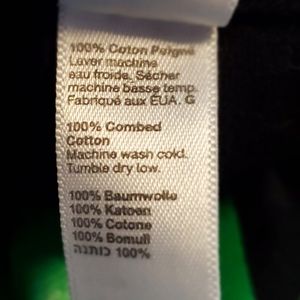 100% Coton Peigné
Laver machine
eau froide. Sécher
machine basse temp.
Fabriqué aux EUA. G
100% Combed
Cotton
Machine wash cold.
Tumble dry low.
100% Baumwolle
100% Katoen
100% Cotone
100% Bomull
100% כותנה